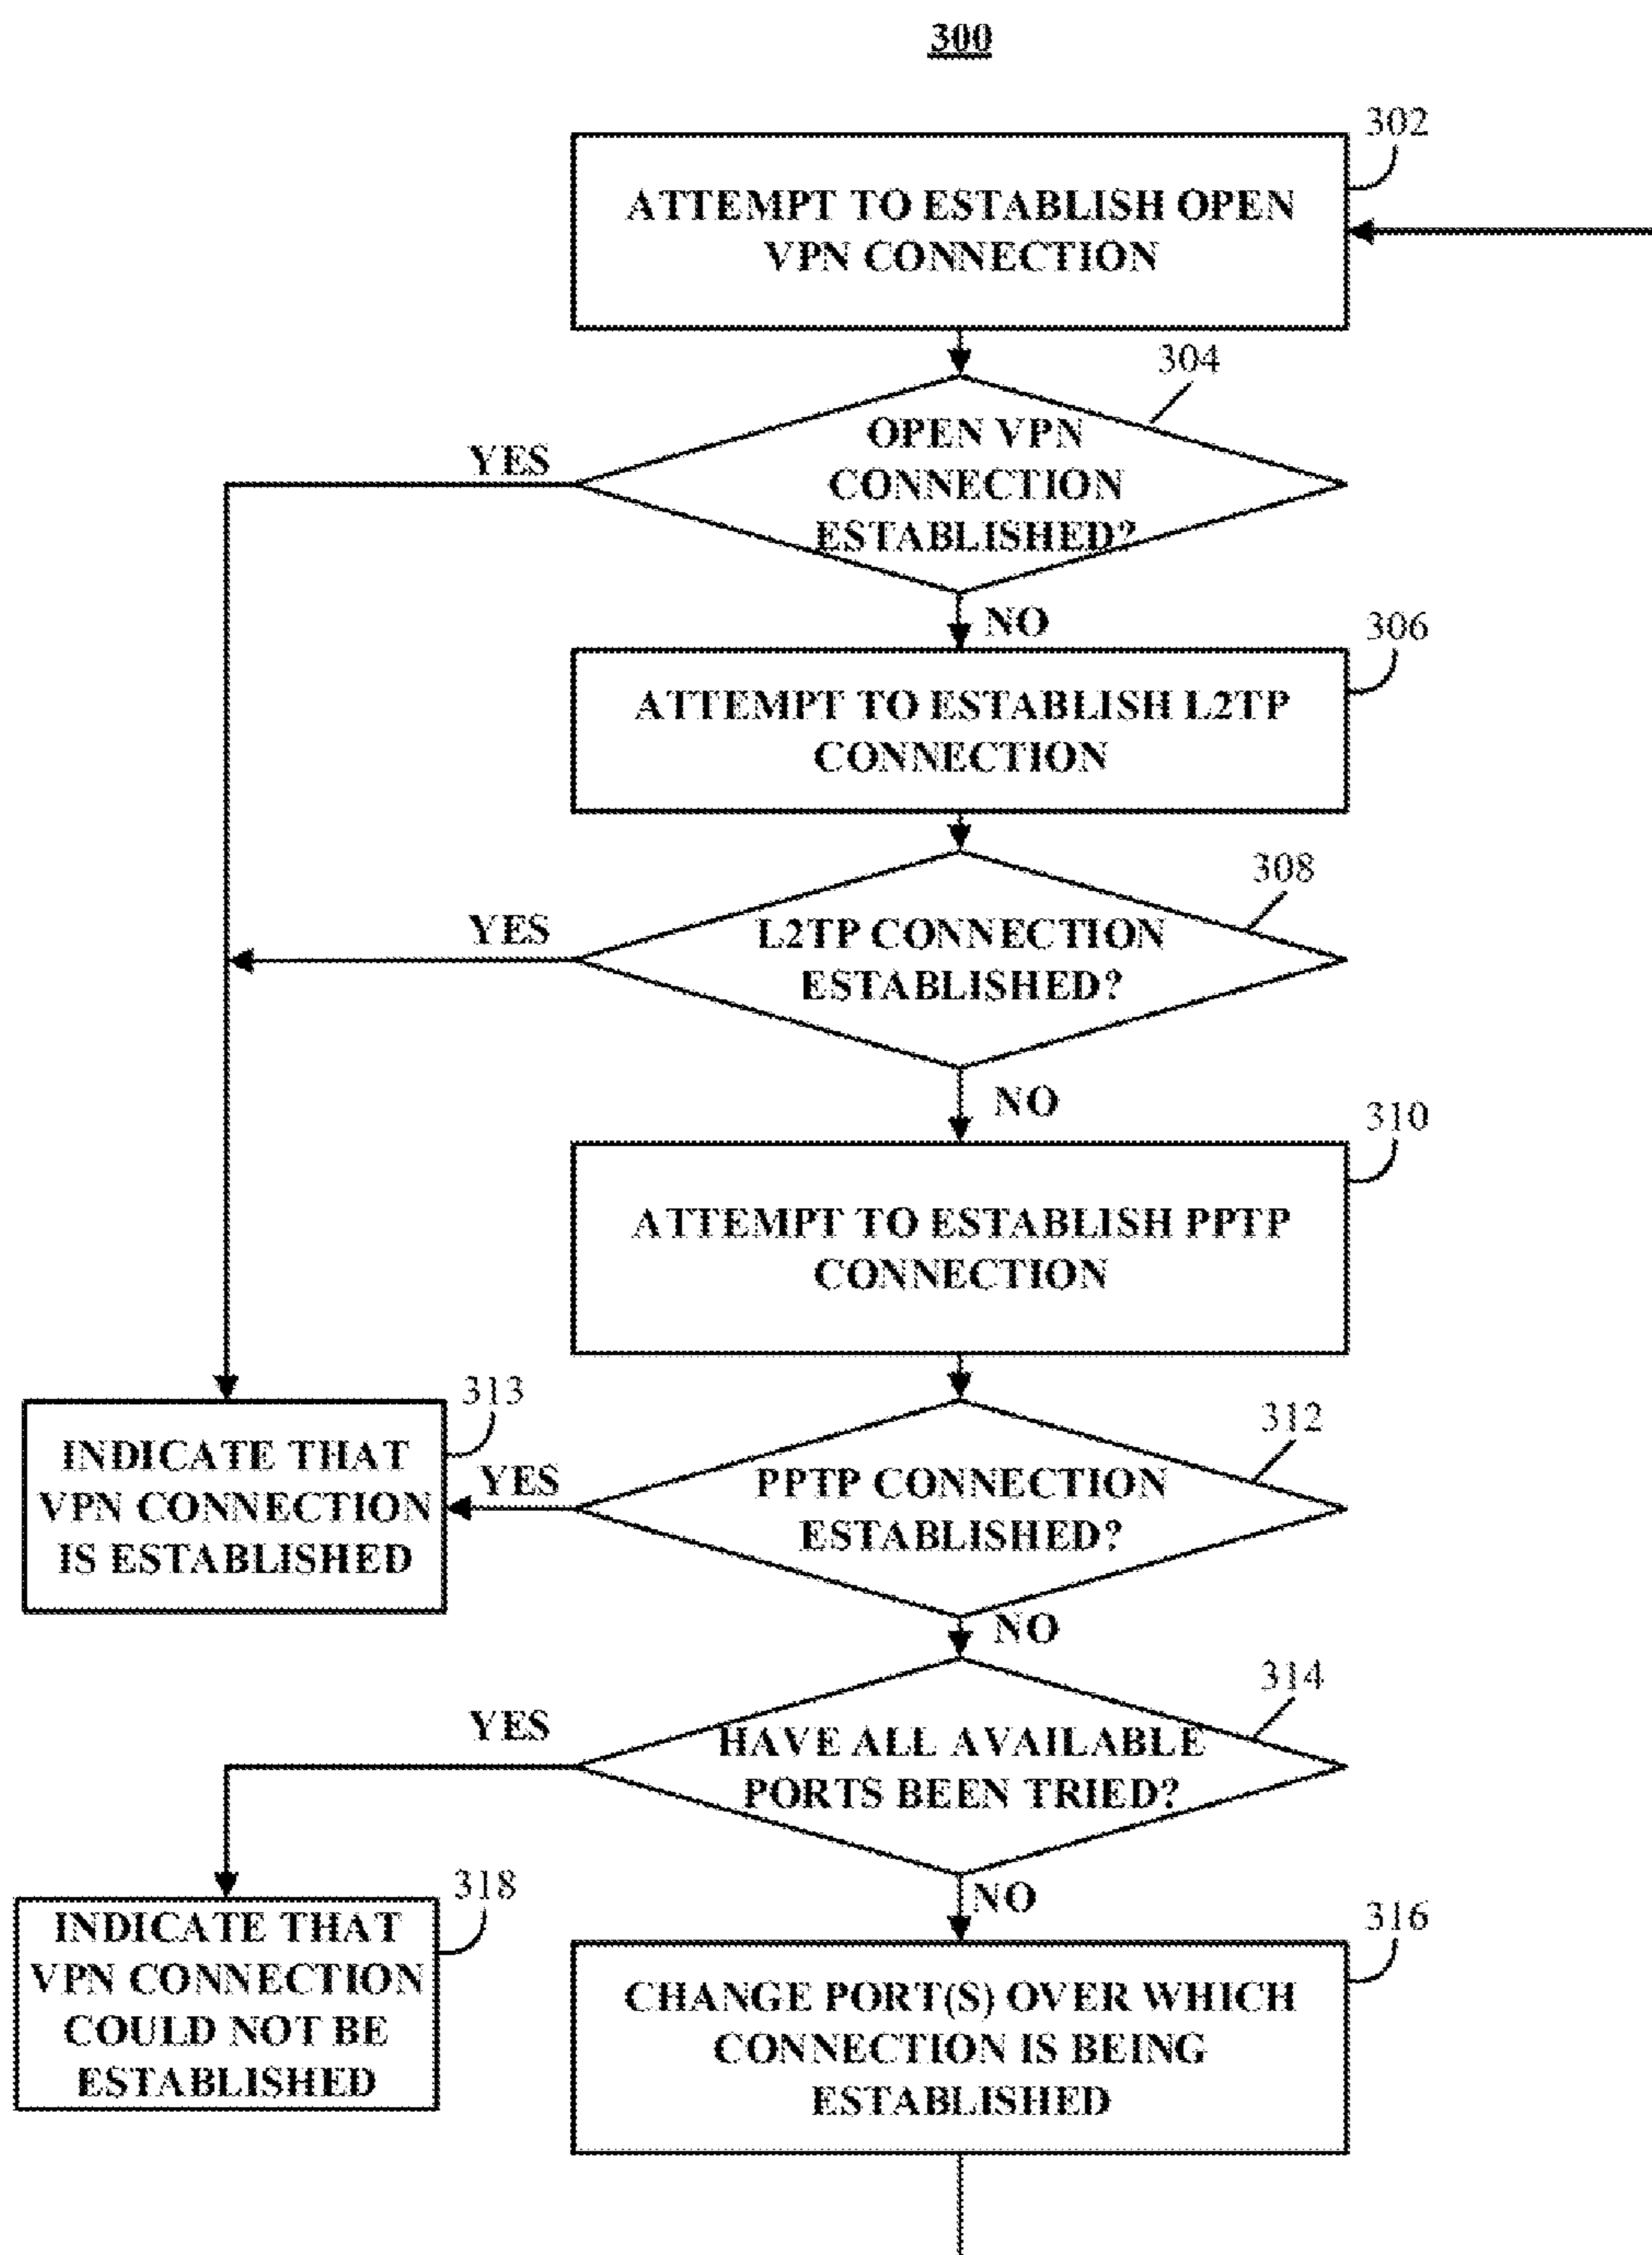 300
302
ATTEMPT TO ESTABLISH OPEN
VPN CONNECTION
304
OPEN VPN
CONNECTION
ESTABLISHED?
YES
NO
306
ATTEMPT TO ESTABLISH L2TP
CONNECTION
308
L2TP CONNECTION
ESTABLISHED?
YES
NO
310
ATTEMPT TO ESTABLISH PPTP
CONNECTION
313
INDICATE THAT
VPN CONNECTION
IS ESTABLISHED
YES
312
PPTP CONNECTION
ESTABLISHED?
NO
314
HAVE ALL AVAILABLE
PORTS BEEN TRIED?
YES
NO
318
INDICATE THAT
VPN CONNECTION
COULD NOT BE
ESTABLISHED
316
CHANGE PORT(S) OVER WHICH
CONNECTION IS BEING
ESTABLISHED